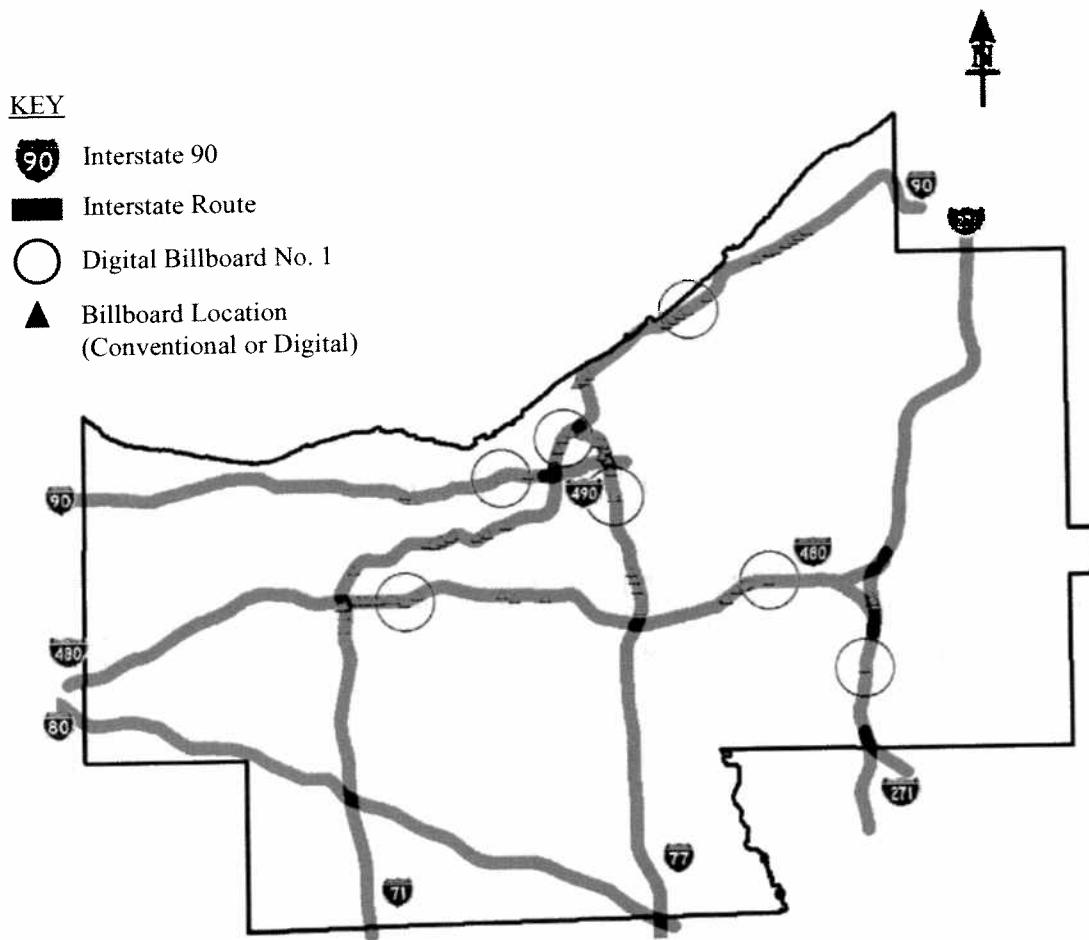 N
KEY
90 Interstate 90
Interstate Route
Digital Billboard No. 1
Billboard Location
(Conventional or Digital)
90
90
490
480
480
80
271
77
71